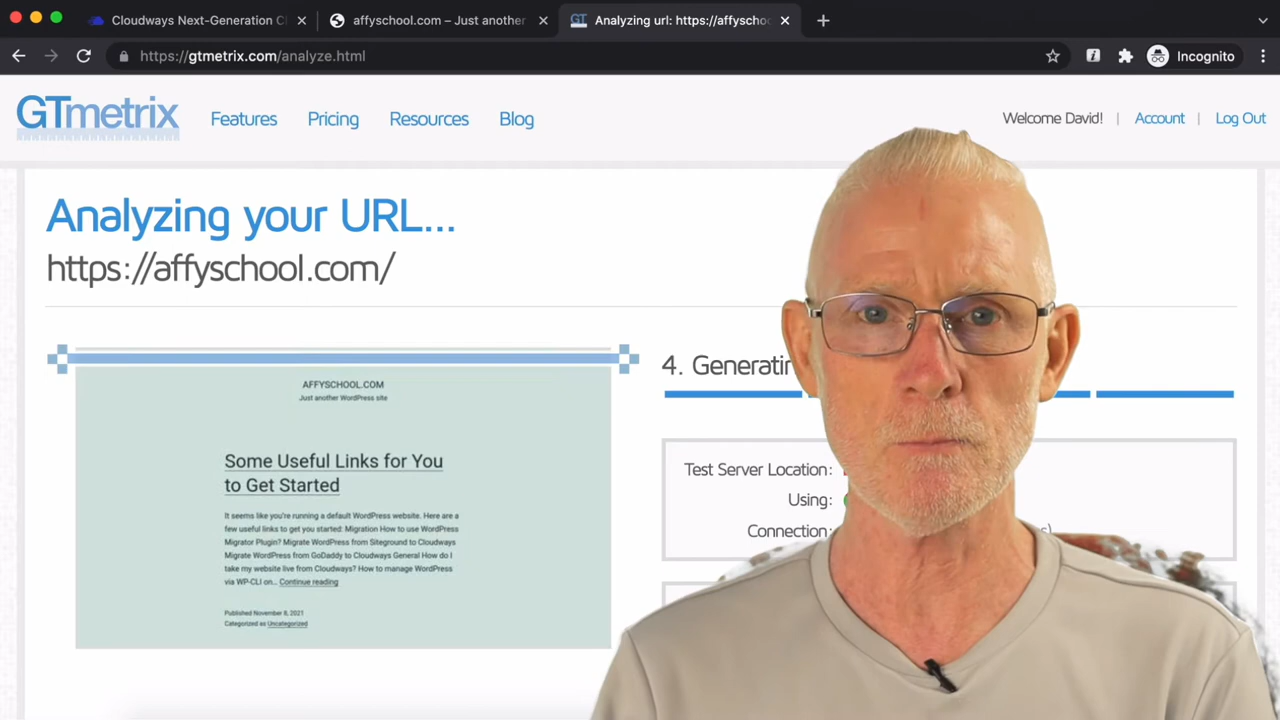 Cloudways Next-Generation Cl
affyschool.com – Just another
Analyzing url: https://affyschoo
https://gtmetrix.com/analyze.html
Incognito
GTmetrix
Features
Pricing
Resources
Blog
Welcome David! | Account | Log Out
Analyzing your URL...
https://affyschool.com/
AFFYSCHOOL.COM
Just another WordPress site
Some Useful Links for You
to Get Started
It seems like you're running a default WordPress website. Here are a
few useful links to get you started: Migration How to use WordPress
Migrator Plugin? Migrate WordPress from Siteground to Cloudways
Migrate WordPress from GoDaddy to Cloudways General How do I
take my website live from Cloudways? How to manage WordPress
via WP-CLI on... Continue reading
Published November 9, 2021
Categorized as Uncategorized
4. Generatin
Test Server Location:
Using:
Connection: